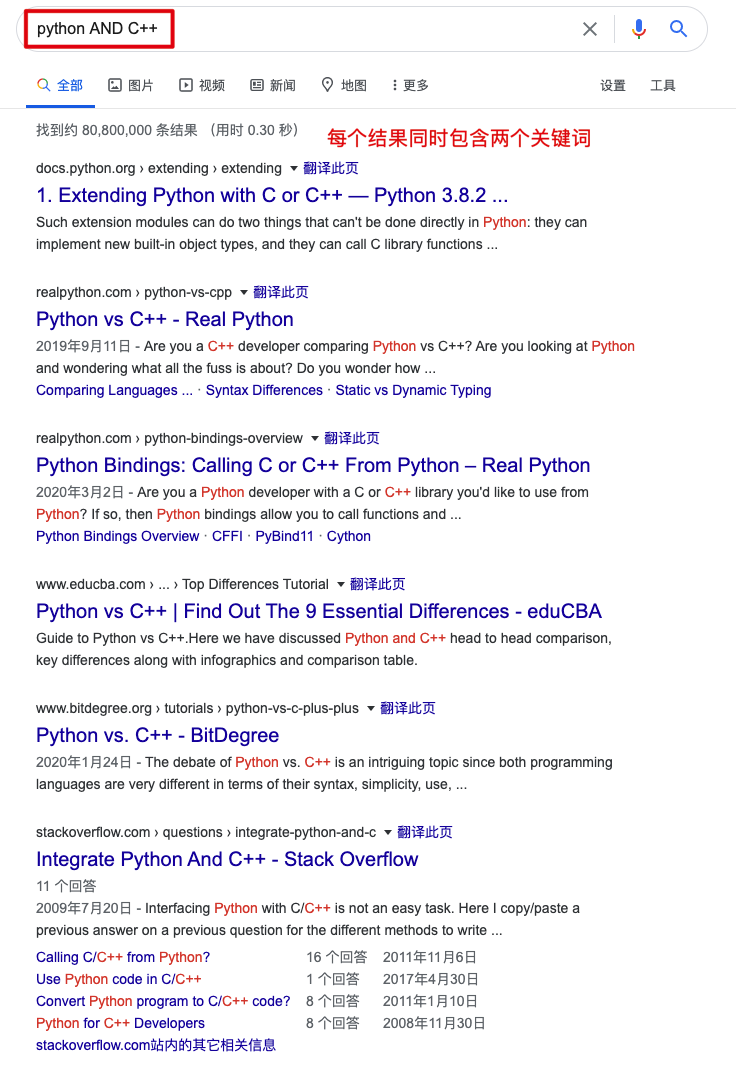 python AND C++
全部 图片 视频 新闻 地图 更多 设置 工具
找到约 80,800,000 条结果 （用时 0.30 秒）
每个结果同时包含两个关键词
docs.python.org › extending › extending 翻译此页
1. Extending Python with C or C++ — Python 3.8.2 ...
Such extension modules can do two things that can't be done directly in Python: they can
implement new built-in object types, and they can call C library functions ...
realpython.com › python-vs-cpp 翻译此页
Python vs C++ - Real Python
2019年9月11日 - Are you a C++ developer comparing Python vs C++? Are you looking at Python
and wondering what all the fuss is about? Do you wonder how ...
Comparing Languages ... · Syntax Differences · Static vs Dynamic Typing
realpython.com › python-bindings-overview 翻译此页
Python Bindings: Calling C or C++ From Python – Real Python
2020年3月2日 - Are you a Python developer with a C or C++ library you'd like to use from
Python? If so, then Python bindings allow you to call functions and ...
Python Bindings Overview · CFFI · PyBind11 · Cython
www.educba.com › ... › Top Differences Tutorial 翻译此页
Python vs C++ | Find Out The 9 Essential Differences - eduCBA
Guide to Python vs C++.Here we have discussed Python and C++ head to head comparison,
key differences along with infographics and comparison table.
www.bitdegree.org › tutorials › python-vs-c-plus-plus 翻译此页
Python vs. C++ - BitDegree
2020年1月24日 - The debate of Python vs. C++ is an intriguing topic since both programming
languages are very different in terms of their syntax, simplicity, use, ...
stackoverflow.com › questions › integrate-python-and-c 翻译此页
Integrate Python And C++ - Stack Overflow
11 个回答
2009年7月20日 - Interfacing Python with C/C++ is not an easy task. Here I copy/paste a
previous answer on a previous question for the different methods to write ...
Calling C/C++ from Python? 16 个回答 2011年11月6日
Use Python code in C/C++ 1 个回答 2017年4月30日
Convert Python program to C/C++ code? 8 个回答 2011年1月10日
Python for C++ Developers 8 个回答 2008年11月30日
stackoverflow.com站内的其它相关信息